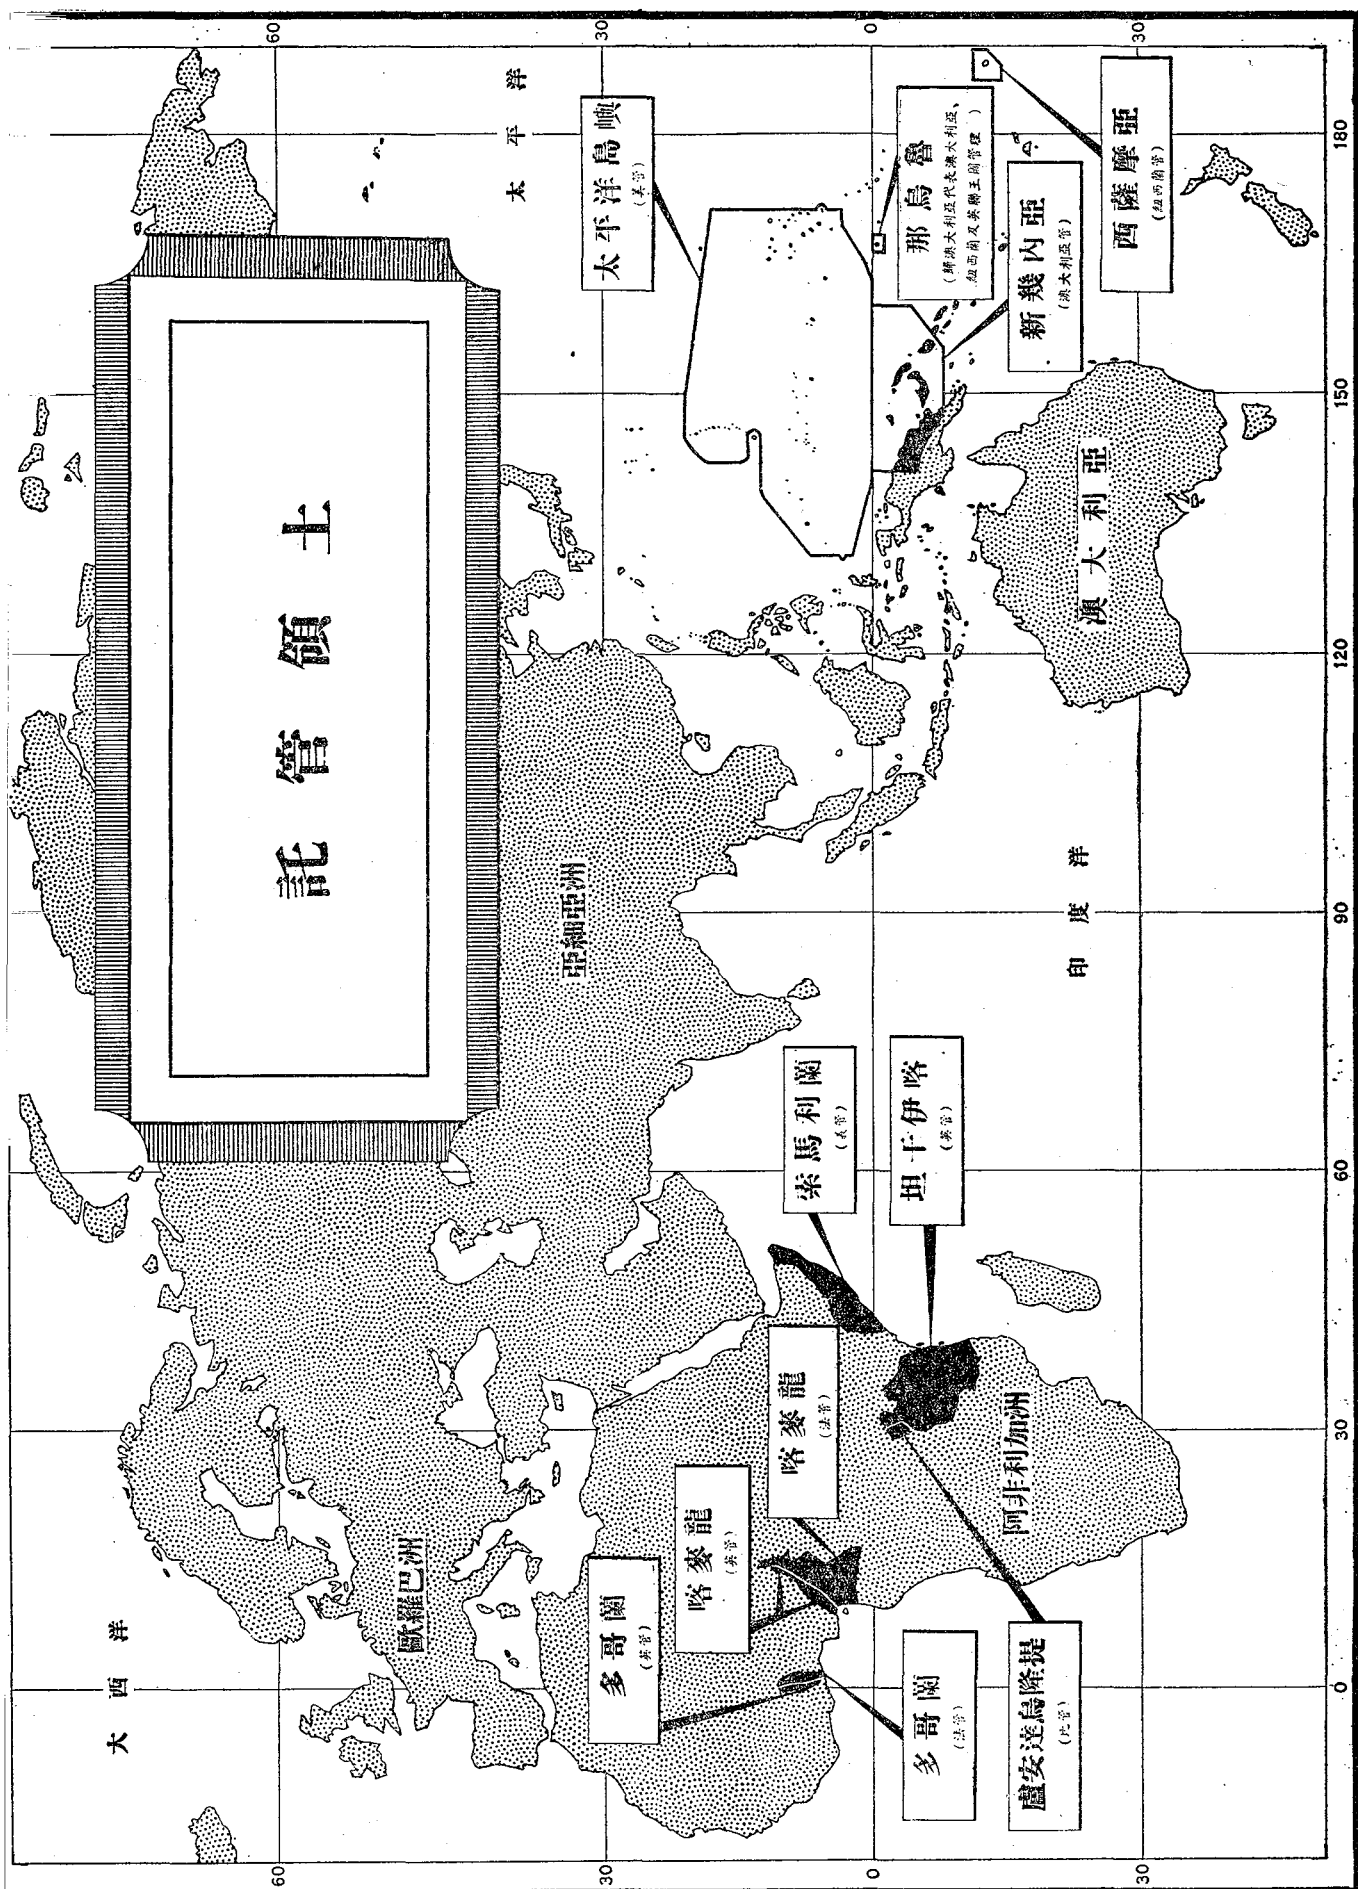 託管領土
大西洋
太平洋
60
60
歐羅巴洲
亞細亞洲
30
30
多哥蘭
(英管)
喀麥龍
(英管)
喀麥龍
(法管)
索馬利蘭
(義管)
坦干伊喀
(英管)
太平洋島嶼
(美管)
0
0
那烏魯
(歸澳大利亞代表澳大利亞、
紐西蘭及英聯王國管理)
多哥蘭
(法管)
盧安達烏隆提
(比管)
阿非利加洲
印度洋
新幾內亞
(澳大利亞管)
澳大利亞
西薩摩亞
(紐西蘭管)
30
30
0
30
60
90
120
150
180